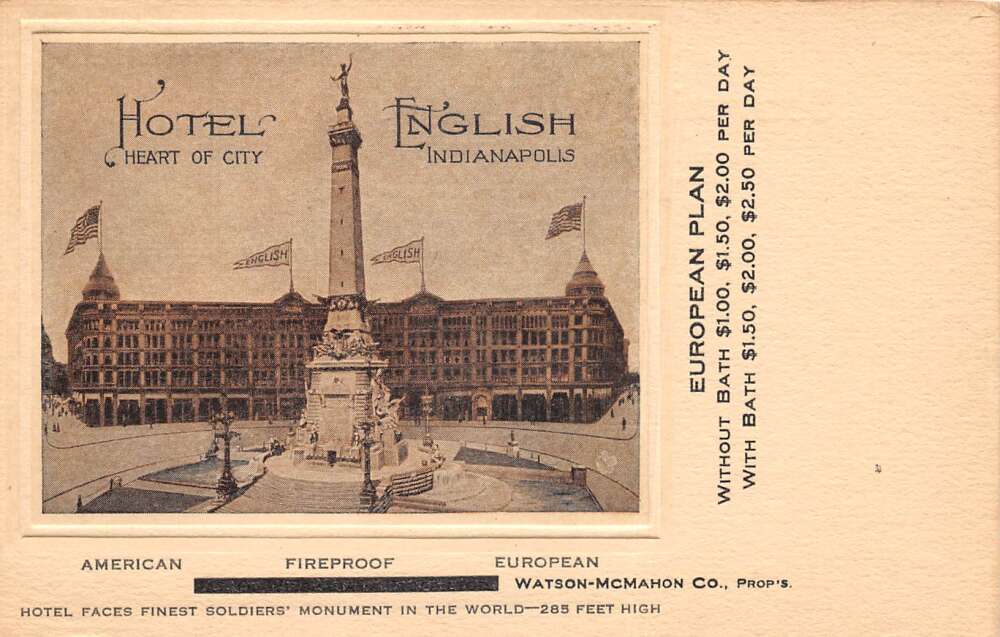 HOTEL ENGLISH
HEART OF CITY INDIANAPOLIS
ENGLISH
ENGLISH
EUROPEAN PLAN
WITHOUT BATH $1.00, $1.50, $2.00 PER DAY
WITH BATH $1.50, $2.00, $2.50 PER DAY
AMERICAN FIREPROOF EUROPEAN
WATSON-MCMAHON CO., PROP'S.
HOTEL FACES FINEST SOLDIERS' MONUMENT IN THE WORLD—285 FEET HIGH